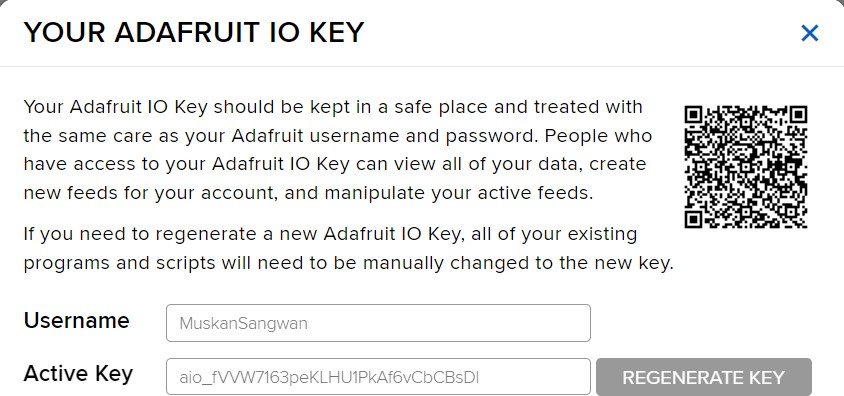 YOUR ADAFRUIT IO KEY
Your Adafruit IO Key should be kept in a safe place and treated with
the same care as your Adafruit username and password. People who
have access to your Adafruit IO Key can view all of your data, create
new feeds for your account, and manipulate your active feeds.
If you need to regenerate a new Adafruit IO Key, all of your existing
programs and scripts will need to be manually changed to the new key.
Username
MuskanSangwan
Active Key
REGENERATE KEY